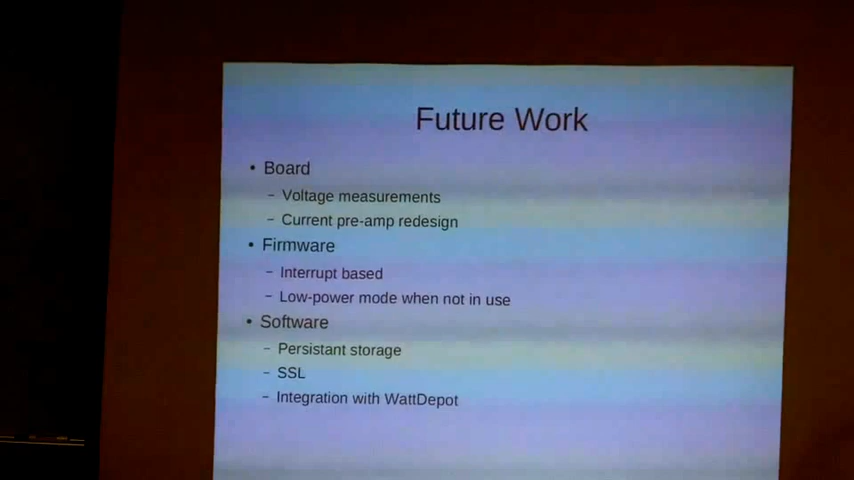 Future Work
• Board
– Voltage measurements
– Current pre-amp redesign
• Firmware
– Interrupt based
– Low-power mode when not in use
• Software
– Persistant storage
– SSL
– Integration with WattDepot